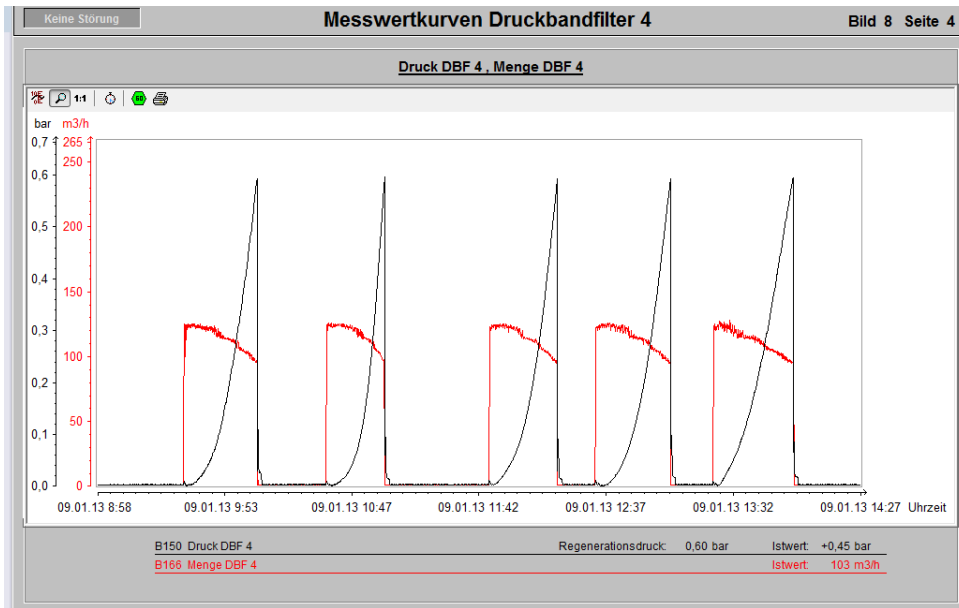 Keine Störung Messwertkurven Druckbandfilter 4 Bild 8 Seite 4
Druck DBF 4 , Menge DBF 4
1:1
bar m3/h
0,7 265
250
0,6
0,5 200
0,4
150
0,3
100
0,2
0,1 50
0,0 0
09.01.13 8:58 09.01.13 9:53 09.01.13 10:47 09.01.13 11:42 09.01.13 12:37 09.01.13 13:32 09.01.13 14:27 Uhrzeit
B150 Druck DBF 4 Regenerationsdruck: 0,60 bar Istwert: +0,45 bar
B166 Menge DBF 4 Istwert: 103 m3/h